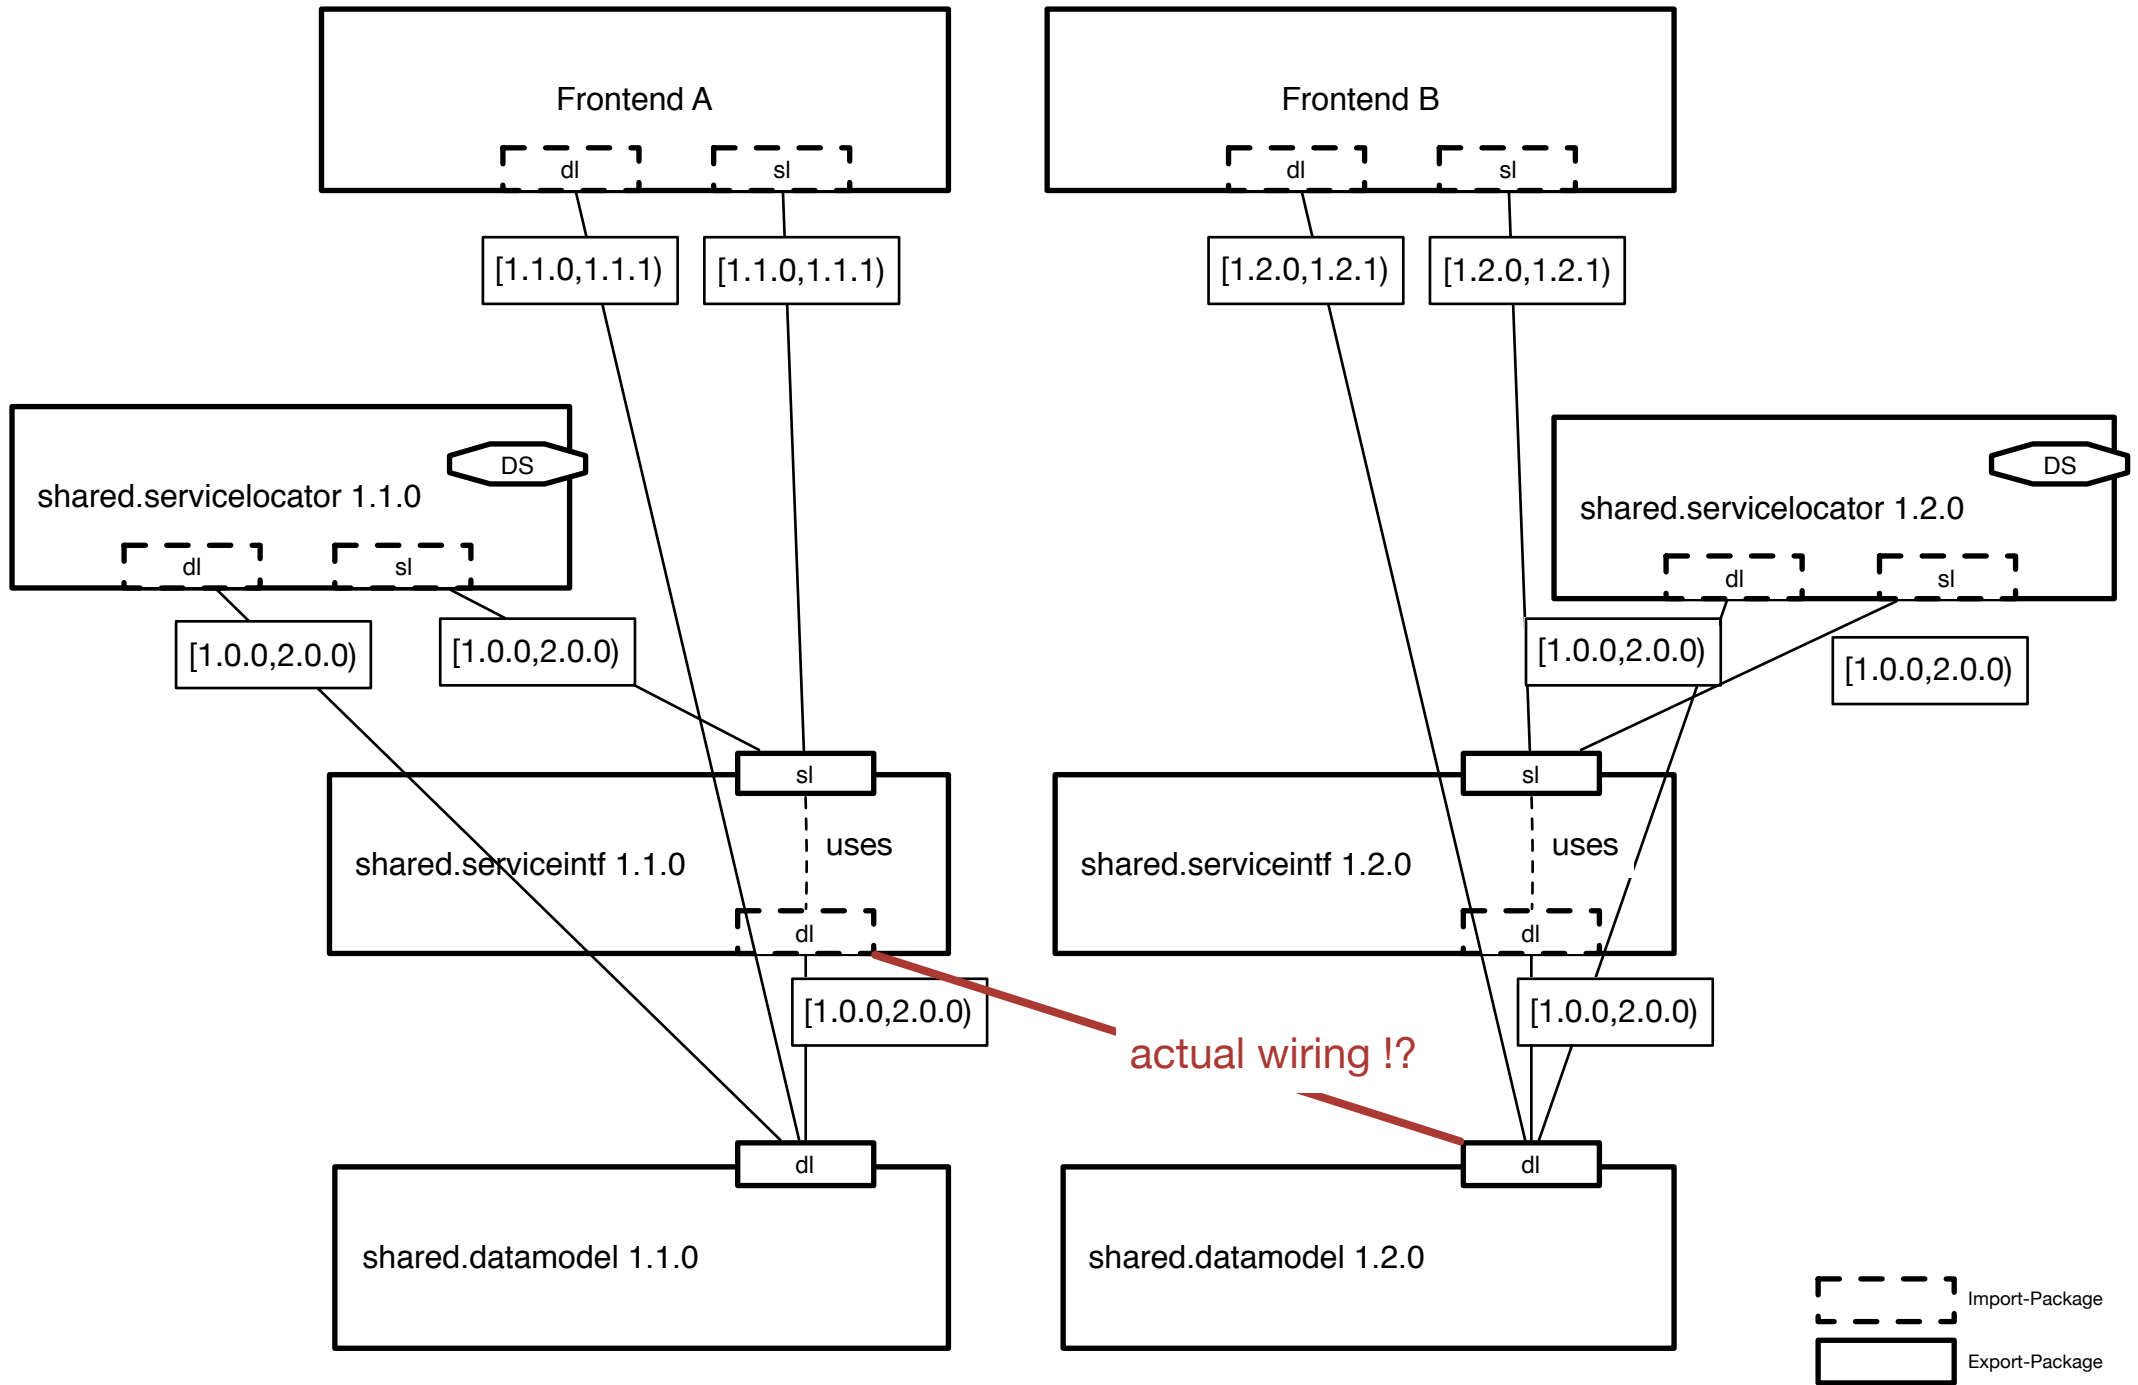 Frontend A
Frontend B
dl
sl
dl
sl
[1.1.0,1.1.1)
[1.1.0,1.1.1)
[1.2.0,1.2.1)
[1.2.0,1.2.1)
DS
DS
shared.servicelocator 1.1.0
shared.servicelocator 1.2.0
dl
sl
dl
sl
[1.0.0,2.0.0)
[1.0.0,2.0.0)
[1.0.0,2.0.0)
[1.0.0,2.0.0)
sl
sl
uses
uses
shared.serviceintf 1.1.0
shared.serviceintf 1.2.0
dl
dl
[1.0.0,2.0.0)
[1.0.0,2.0.0)
actual wiring !?
dl
dl
shared.datamodel 1.1.0
shared.datamodel 1.2.0
Import-Package
Export-Package